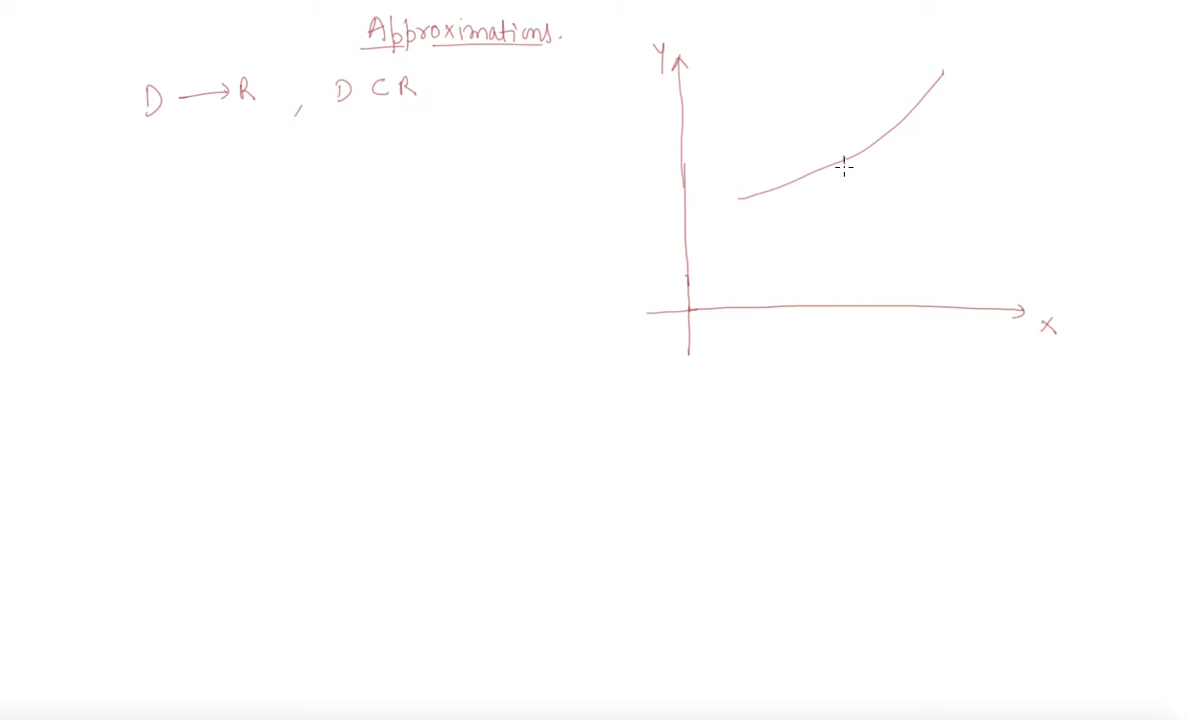 Approximations.
D → R , D ⊂ R
Y
X